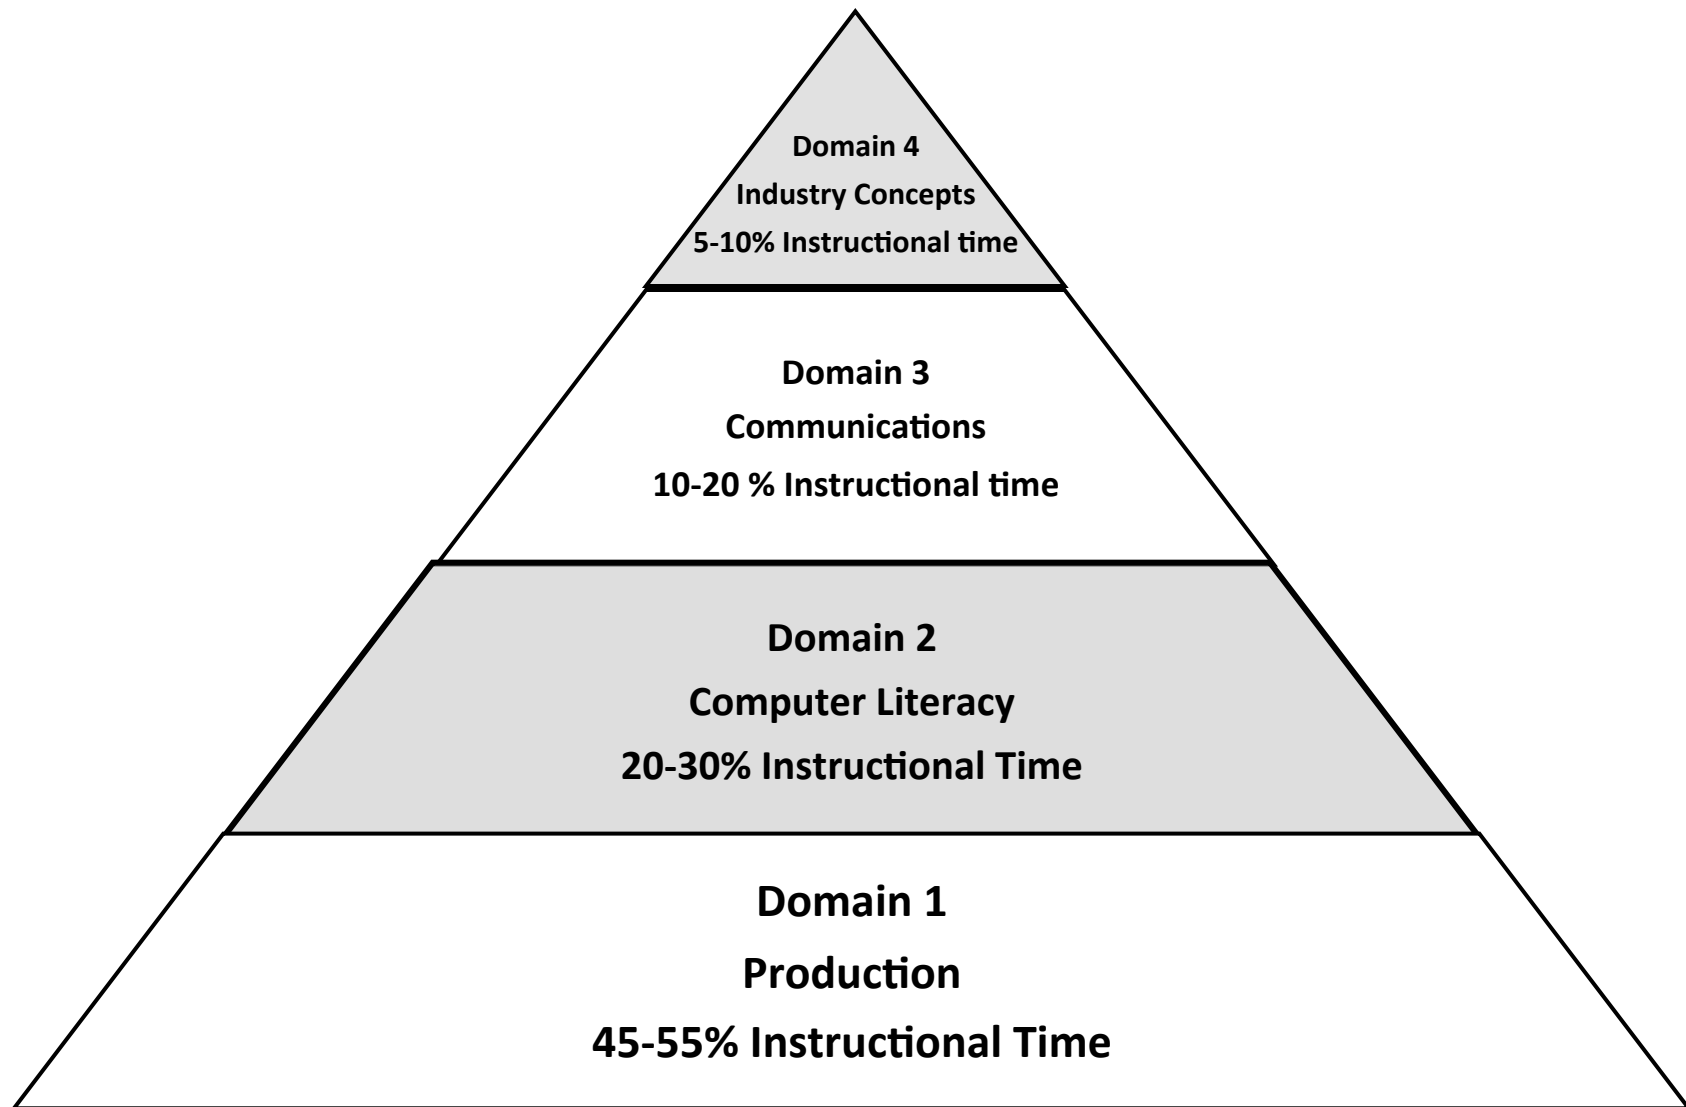 Domain 4
Industry Concepts
5-10% Instructional time
Domain 3
Communications
10-20 % Instructional time
Domain 2
Computer Literacy
20-30% Instructional Time
Domain 1
Production
45-55% Instructional Time